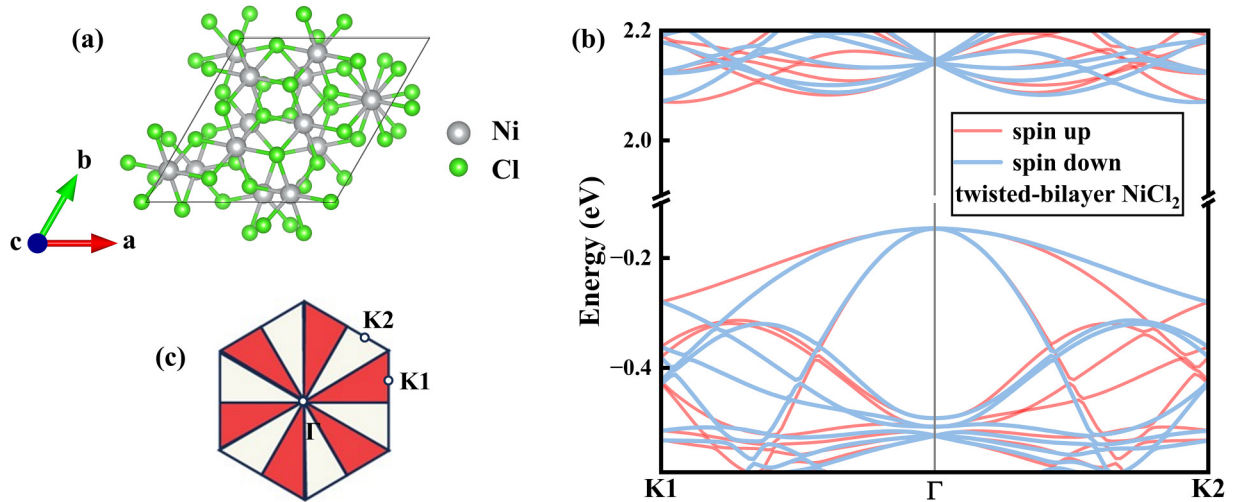 (a)
Ni
Cl
b
c
a
(c)
K2
K1
Γ
(b)
Energy (eV)
2.2
2.0
−0.2
−0.4
spin up
spin down
twisted-bilayer NiCl₂
K1
Γ
K2